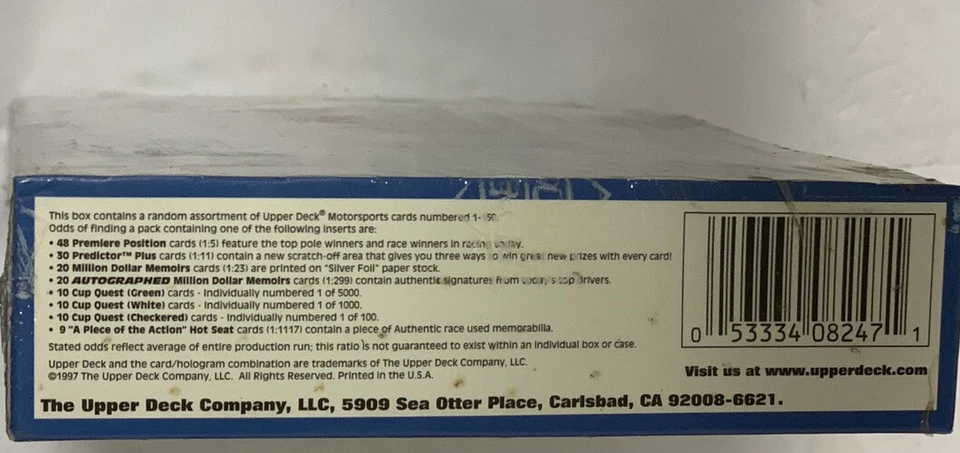 This box contains a random assortment of Upper Deck® Motorsports cards numbered 1-150.
Odds of finding a pack containing one of the following inserts are:
• 48 Premiere Position cards (1:5) feature the top pole winners and race winners in racing today.
• 30 Predictor™ Plus cards (1:11) contain a new scratch-off area that gives you three ways to win great new prizes with every card!
• 20 Million Dollar Memoirs cards (1:23) are printed on "Silver Foil" paper stock.
• 20 AUTOGRAPHED Million Dollar Memoirs cards (1:299) contain authentic signatures from today's top drivers.
• 10 Cup Quest (Green) cards - Individually numbered 1 of 5000.
• 10 Cup Quest (White) cards - Individually numbered 1 of 1000.
• 10 Cup Quest (Checkered) cards - Individually numbered 1 of 100.
• 9 "A Piece of the Action" Hot Seat cards (1:1117) contain a piece of Authentic race used memorabilia.
Stated odds reflect average of entire production run; this ratio is not guaranteed to exist within an individual box or case.
Upper Deck and the card/hologram combination are trademarks of The Upper Deck Company, LLC.
©1997 The Upper Deck Company, LLC. All Rights Reserved. Printed in the U.S.A.
The Upper Deck Company, LLC, 5909 Sea Otter Place, Carlsbad, CA 92008-6621.
0 53334 08247 1
Visit us at www.upperdeck.com